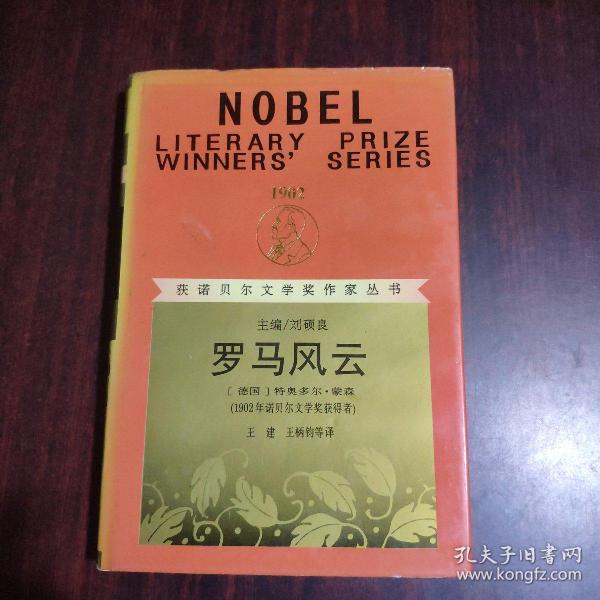 NOBEL
LITERARY PRIZE
WINNERS' SERIES
1902
获诺贝尔文学奖作家丛书
主编/刘硕良
罗马风云
〔德国〕特奥多尔·蒙森
(1902年诺贝尔文学奖获得者)
王建 王柄钧等译
孔夫子旧书网
www.kongfz.com